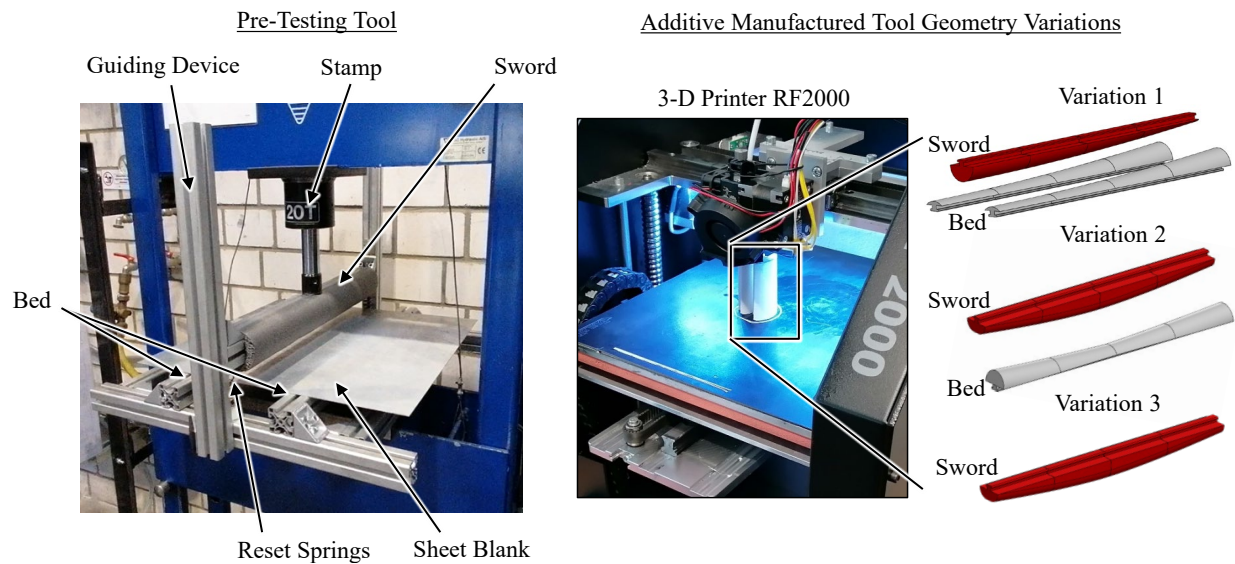 Pre-Testing Tool
Additive Manufactured Tool Geometry Variations
Guiding Device
Stamp
Sword
3-D Printer RF2000
Variation 1
Sword
20T
Bed
Variation 2
Bed
Sword
0007
Bed
Variation 3
Sword
Reset Springs
Sheet Blank